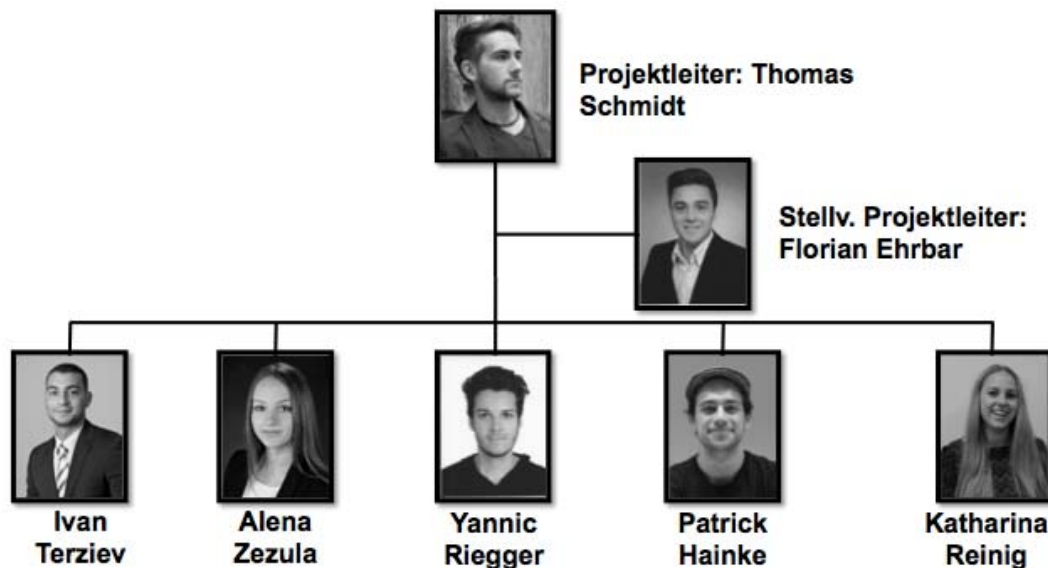 Projektleiter: Thomas
Schmidt
Stellv. Projektleiter:
Florian Ehrbar
Ivan
Terziev
Alena
Zezula
Yannic
Riegger
Patrick
Hainke
Katharina
Reinig